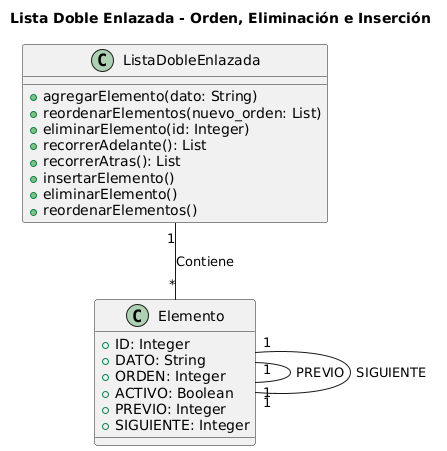 Lista Doble Enlazada - Orden, Eliminación e Inserción
C ListaDobleEnlazada
agregarElemento(dato: String)
reordenarElementos(nuevo_orden: List)
eliminarElemento(id: Integer)
recorrerAdelante(): List
recorrerAtras(): List
insertarElemento()
eliminarElemento()
reordenarElementos()
1
Contiene
*
C Elemento
ID: Integer
DATO: String
ORDEN: Integer
ACTIVO: Boolean
PREVIO: Integer
SIGUIENTE: Integer
1
1
PREVIO
SIGUIENTE
1
1